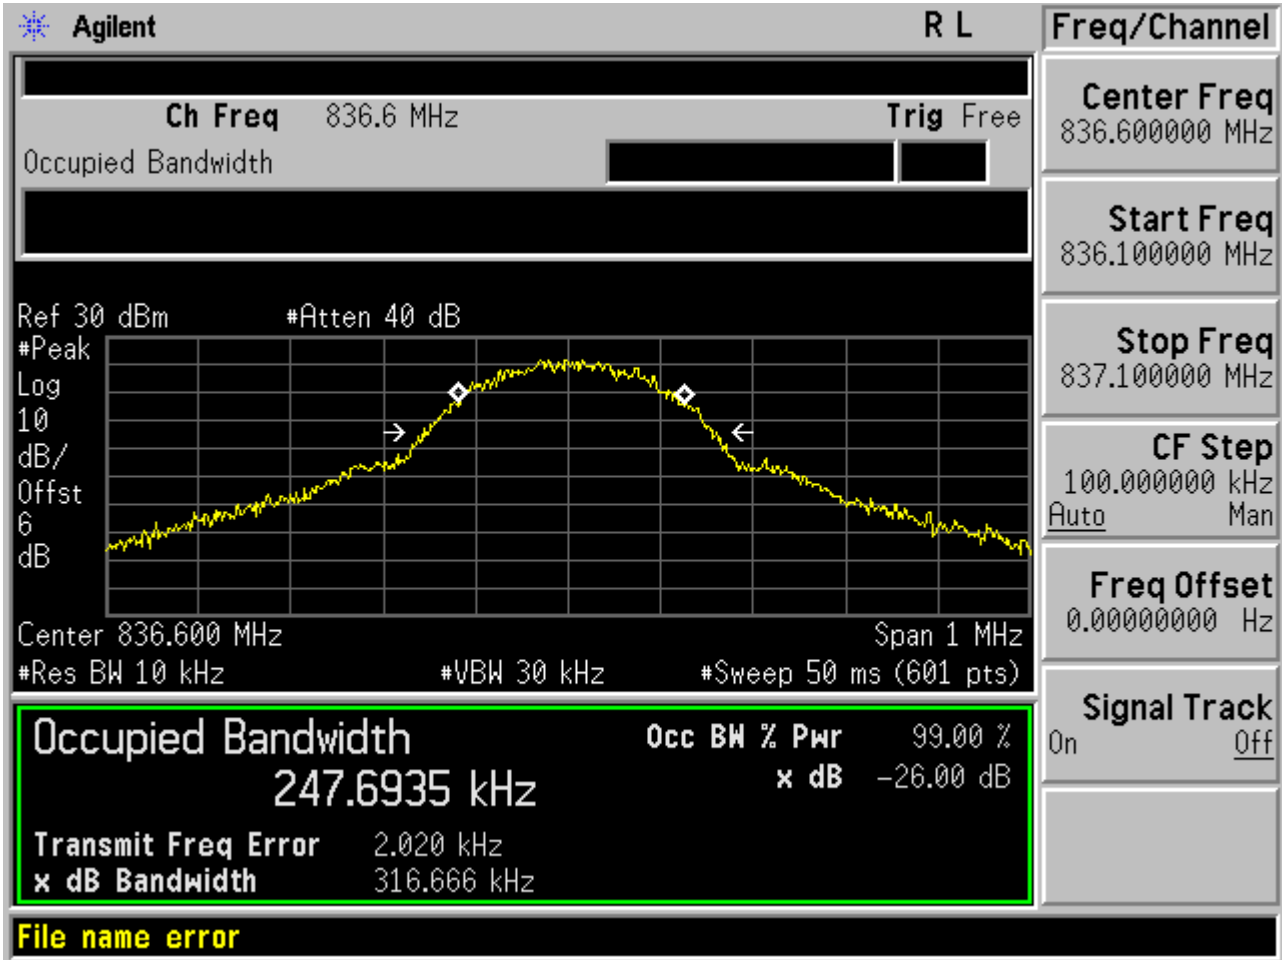 Agilent
R L
Freq/Channel
Ch Freq 836.6 MHz
Trig Free
Occupied Bandwidth
Center Freq
836.600000 MHz
Start Freq
836.100000 MHz
Stop Freq
837.100000 MHz
CF Step
100.000000 kHz
Auto Man
Freq Offset
0.00000000 Hz
Signal Track
On Off
Ref 30 dBm #Atten 40 dB
#Peak
Log
10
dB/
Offst
6
dB
Center 836.600 MHz Span 1 MHz
#Res BW 10 kHz #VBW 30 kHz #Sweep 50 ms (601 pts)
Occupied Bandwidth
247.6935 kHz
Occ BW % Pwr 99.00 %
x dB -26.00 dB
Transmit Freq Error 2.020 kHz
x dB Bandwidth 316.666 kHz
File name error